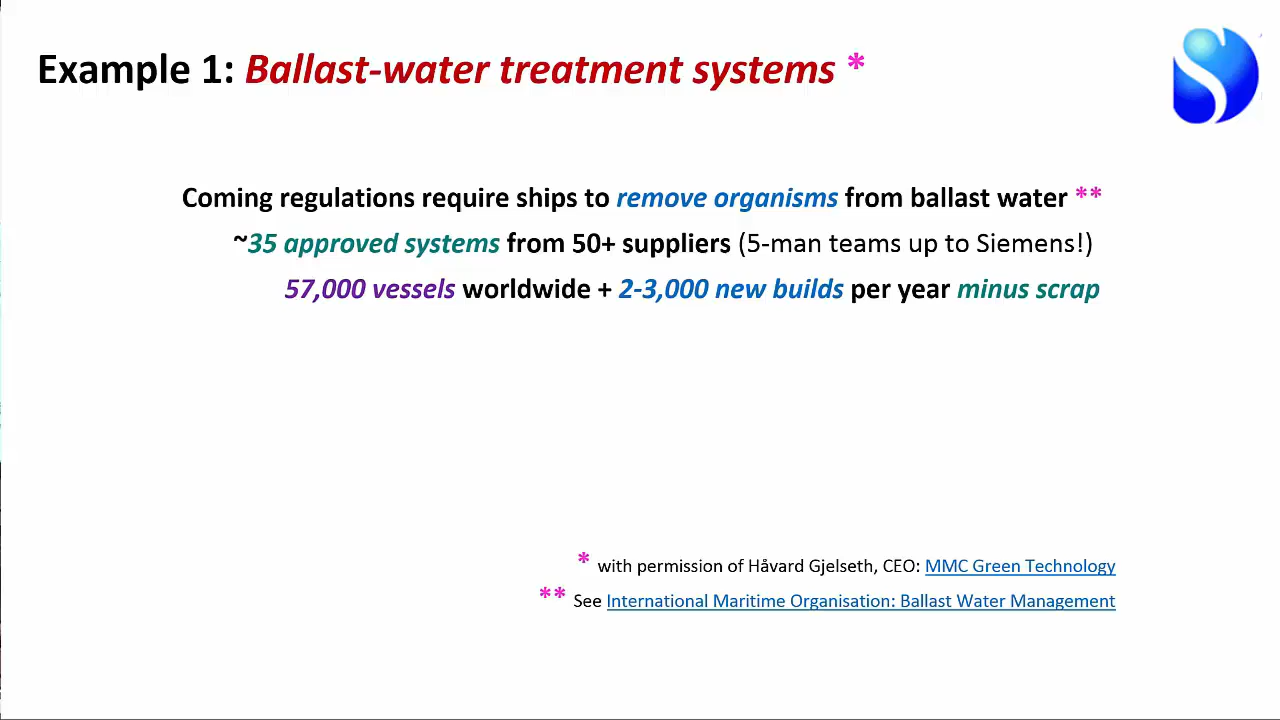 Example 1: Ballast-water treatment systems *
Coming regulations require ships to remove organisms from ballast water **
~35 approved systems from 50+ suppliers (5-man teams up to Siemens!)
57,000 vessels worldwide + 2-3,000 new builds per year minus scrap
* with permission of Håvard Gjelseth, CEO: MMC Green Technology
** See International Maritime Organisation: Ballast Water Management